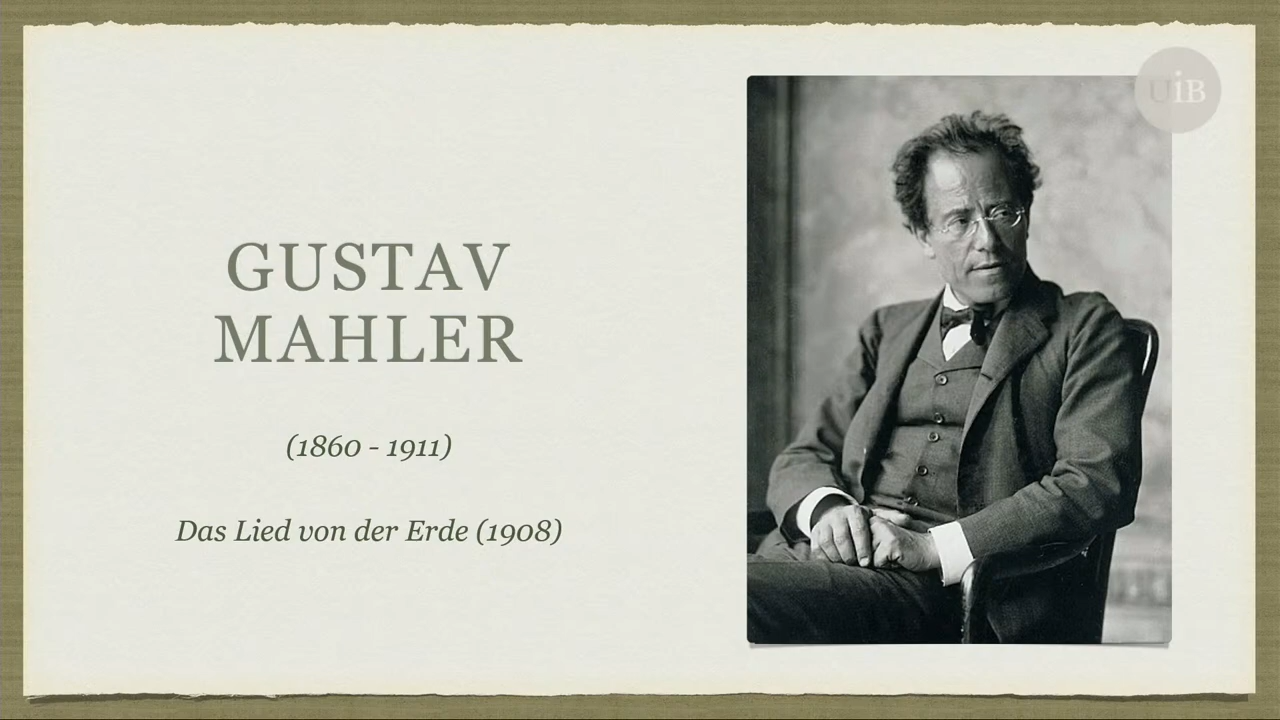 UiB
GUSTAV
MAHLER
(1860 - 1911)
Das Lied von der Erde (1908)